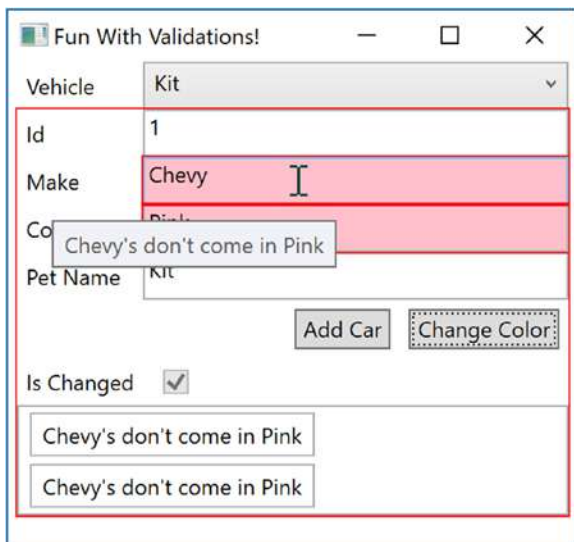 Fun With Validations!
Vehicle Kit
Id 1
Make Chevy
Chevy's don't come in Pink
Pet Name Kit
Add Car Change Color
Is Changed
Chevy's don't come in Pink
Chevy's don't come in Pink